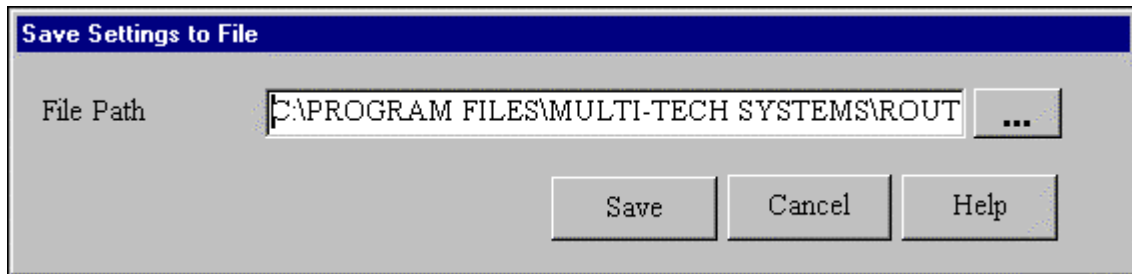 Save Settings to File
File Path C:\PROGRAM FILES\MULTI-TECH SYSTEMS\ROUT ...
Save Cancel Help